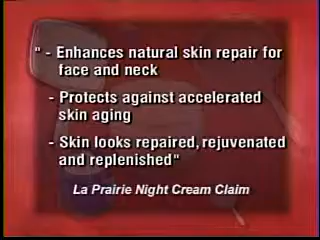 " - Enhances natural skin repair for
face and neck
- Protects against accelerated
skin aging
- Skin looks repaired, rejuvenated
and replenished"
La Prairie Night Cream Claim